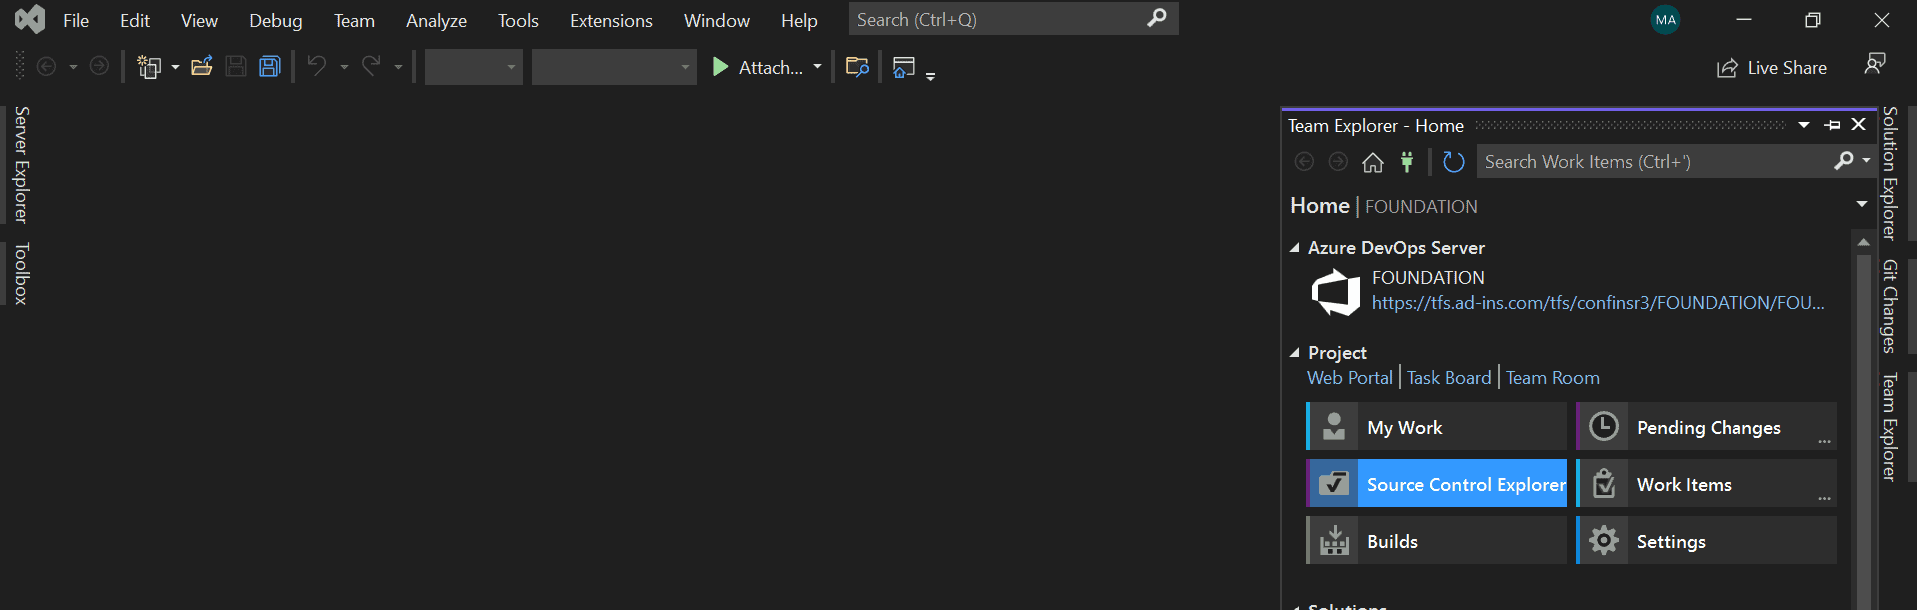 File Edit View Debug Team Analyze Tools Extensions Window Help Search (Ctrl+Q) MA
Attach... Live Share
Server Explorer
Toolbox
Team Explorer - Home
Search Work Items (Ctrl+')
Home | FOUNDATION
Azure DevOps Server
FOUNDATION
https://tfs.ad-ins.com/tfs/confinsr3/FOUNDATION/FOU...
Project
Web Portal | Task Board | Team Room
My Work Pending Changes ...
Source Control Explorer Work Items ...
Builds Settings
Solutions
Solution Explorer
Git Changes
Team Explorer